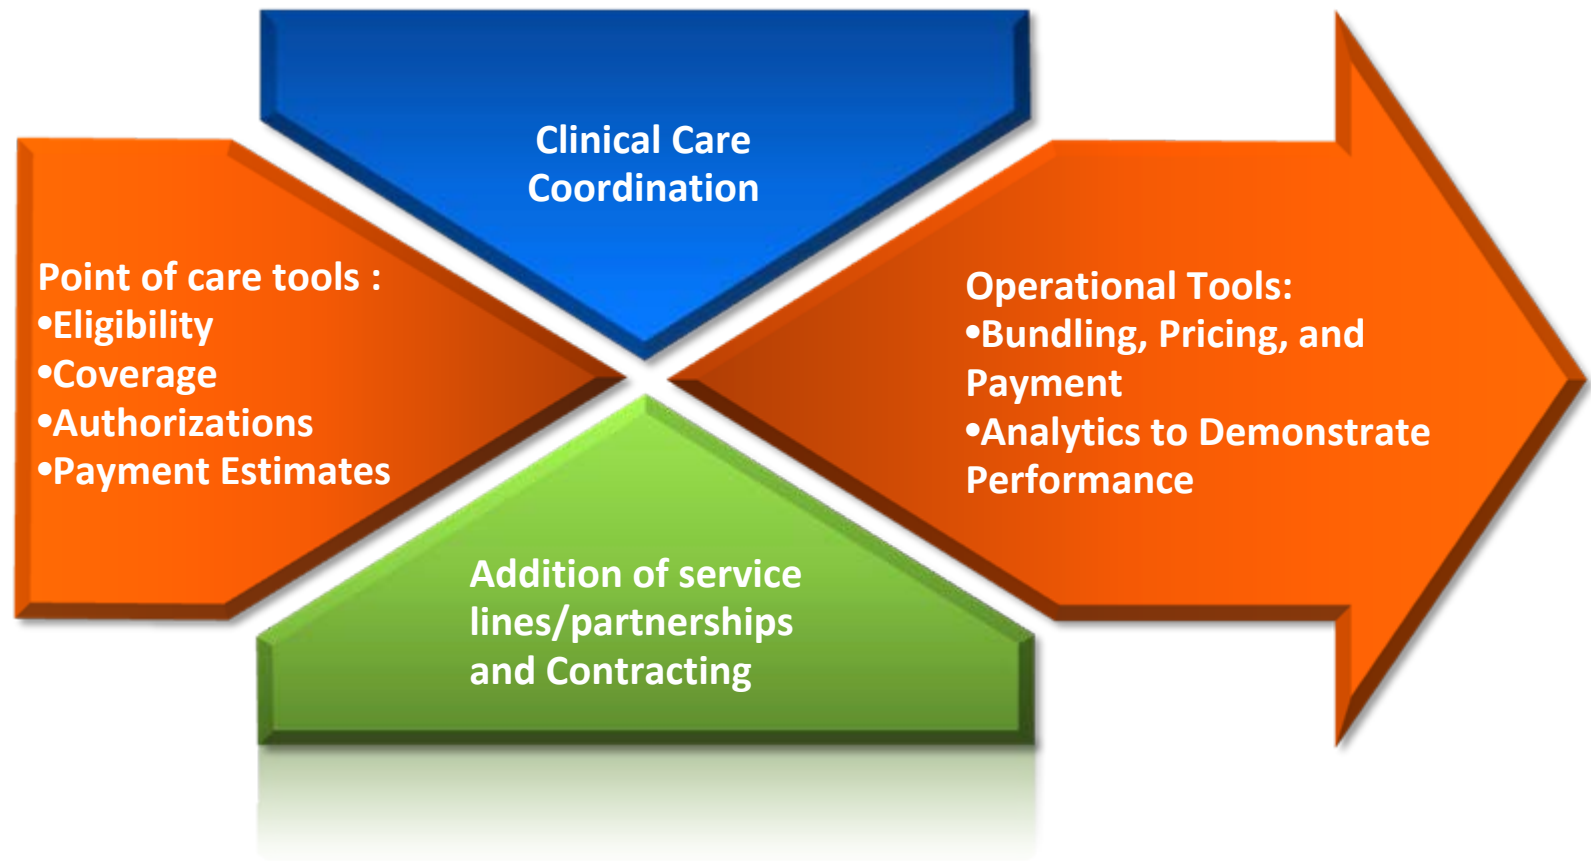 Clinical Care
Coordination
Point of care tools :
•Eligibility
•Coverage
•Authorizations
•Payment Estimates
Operational Tools:
•Bundling, Pricing, and
Payment
•Analytics to Demonstrate
Performance
Addition of service
lines/partnerships
and Contracting